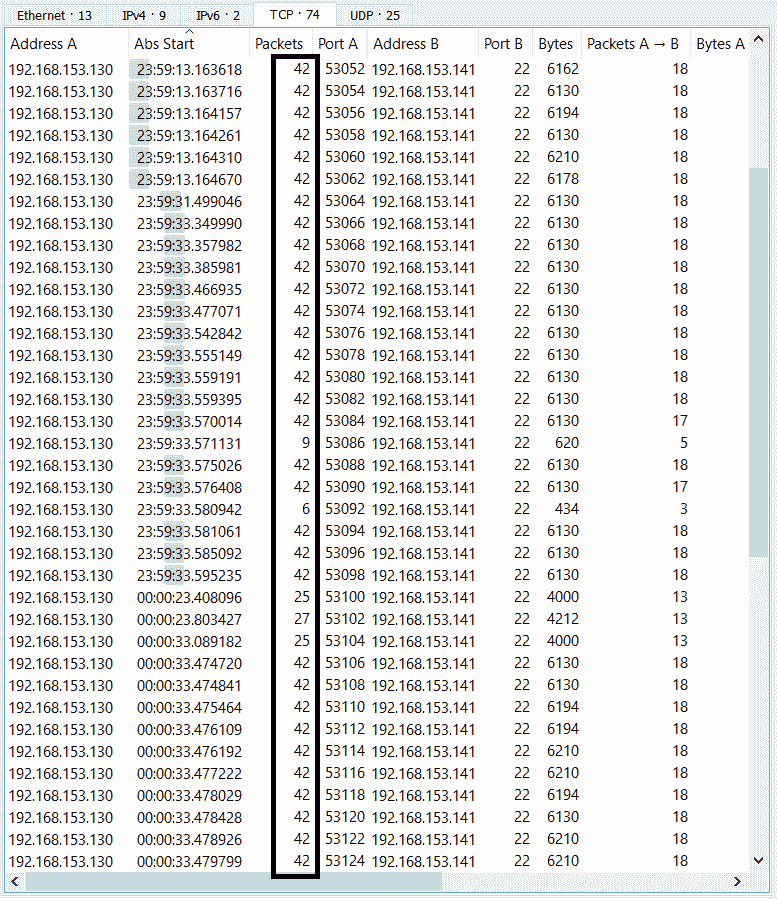 Ethernet · 13 IPv4 · 9 IPv6 · 2 TCP · 74 UDP · 25
Address A Abs Start Packets Port A Address B Port B Bytes Packets A → B Bytes A
192.168.153.130 23:59:13.163618 42 53052 192.168.153.141 22 6162 18
192.168.153.130 23:59:13.163716 42 53054 192.168.153.141 22 6130 18
192.168.153.130 23:59:13.164157 42 53056 192.168.153.141 22 6194 18
192.168.153.130 23:59:13.164261 42 53058 192.168.153.141 22 6130 18
192.168.153.130 23:59:13.164310 42 53060 192.168.153.141 22 6210 18
192.168.153.130 23:59:13.164670 42 53062 192.168.153.141 22 6178 18
192.168.153.130 23:59:31.499046 42 53064 192.168.153.141 22 6130 18
192.168.153.130 23:59:33.349990 42 53066 192.168.153.141 22 6130 18
192.168.153.130 23:59:33.357982 42 53068 192.168.153.141 22 6130 18
192.168.153.130 23:59:33.385981 42 53070 192.168.153.141 22 6130 18
192.168.153.130 23:59:33.466935 42 53072 192.168.153.141 22 6130 18
192.168.153.130 23:59:33.477071 42 53074 192.168.153.141 22 6130 18
192.168.153.130 23:59:33.542842 42 53076 192.168.153.141 22 6130 18
192.168.153.130 23:59:33.555149 42 53078 192.168.153.141 22 6130 18
192.168.153.130 23:59:33.559191 42 53080 192.168.153.141 22 6130 18
192.168.153.130 23:59:33.559395 42 53082 192.168.153.141 22 6130 18
192.168.153.130 23:59:33.570014 42 53084 192.168.153.141 22 6130 17
192.168.153.130 23:59:33.571131 9 53086 192.168.153.141 22 620 5
192.168.153.130 23:59:33.575026 42 53088 192.168.153.141 22 6130 18
192.168.153.130 23:59:33.576408 42 53090 192.168.153.141 22 6130 17
192.168.153.130 23:59:33.580942 6 53092 192.168.153.141 22 434 3
192.168.153.130 23:59:33.581061 42 53094 192.168.153.141 22 6130 18
192.168.153.130 23:59:33.585092 42 53096 192.168.153.141 22 6130 18
192.168.153.130 23:59:33.595235 42 53098 192.168.153.141 22 6130 18
192.168.153.130 00:00:23.408096 25 53100 192.168.153.141 22 4000 13
192.168.153.130 00:00:23.803427 27 53102 192.168.153.141 22 4212 13
192.168.153.130 00:00:33.089182 25 53104 192.168.153.141 22 4000 13
192.168.153.130 00:00:33.474720 42 53106 192.168.153.141 22 6130 18
192.168.153.130 00:00:33.474841 42 53108 192.168.153.141 22 6130 18
192.168.153.130 00:00:33.475464 42 53110 192.168.153.141 22 6194 18
192.168.153.130 00:00:33.476109 42 53112 192.168.153.141 22 6194 18
192.168.153.130 00:00:33.476192 42 53114 192.168.153.141 22 6210 18
192.168.153.130 00:00:33.477222 42 53116 192.168.153.141 22 6210 18
192.168.153.130 00:00:33.478029 42 53118 192.168.153.141 22 6194 18
192.168.153.130 00:00:33.478428 42 53120 192.168.153.141 22 6130 18
192.168.153.130 00:00:33.478926 42 53122 192.168.153.141 22 6210 18
192.168.153.130 00:00:33.479799 42 53124 192.168.153.141 22 6210 18